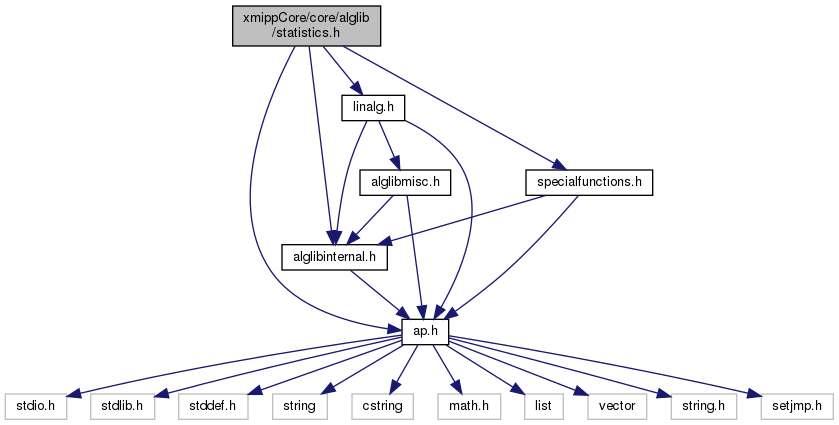 xmippCore/core/alglib
/statistics.h
linalg.h
alglibmisc.h
specialfunctions.h
alglibinternal.h
ap.h
stdio.h
stdlib.h
stddef.h
string
cstring
math.h
list
vector
string.h
setjmp.h